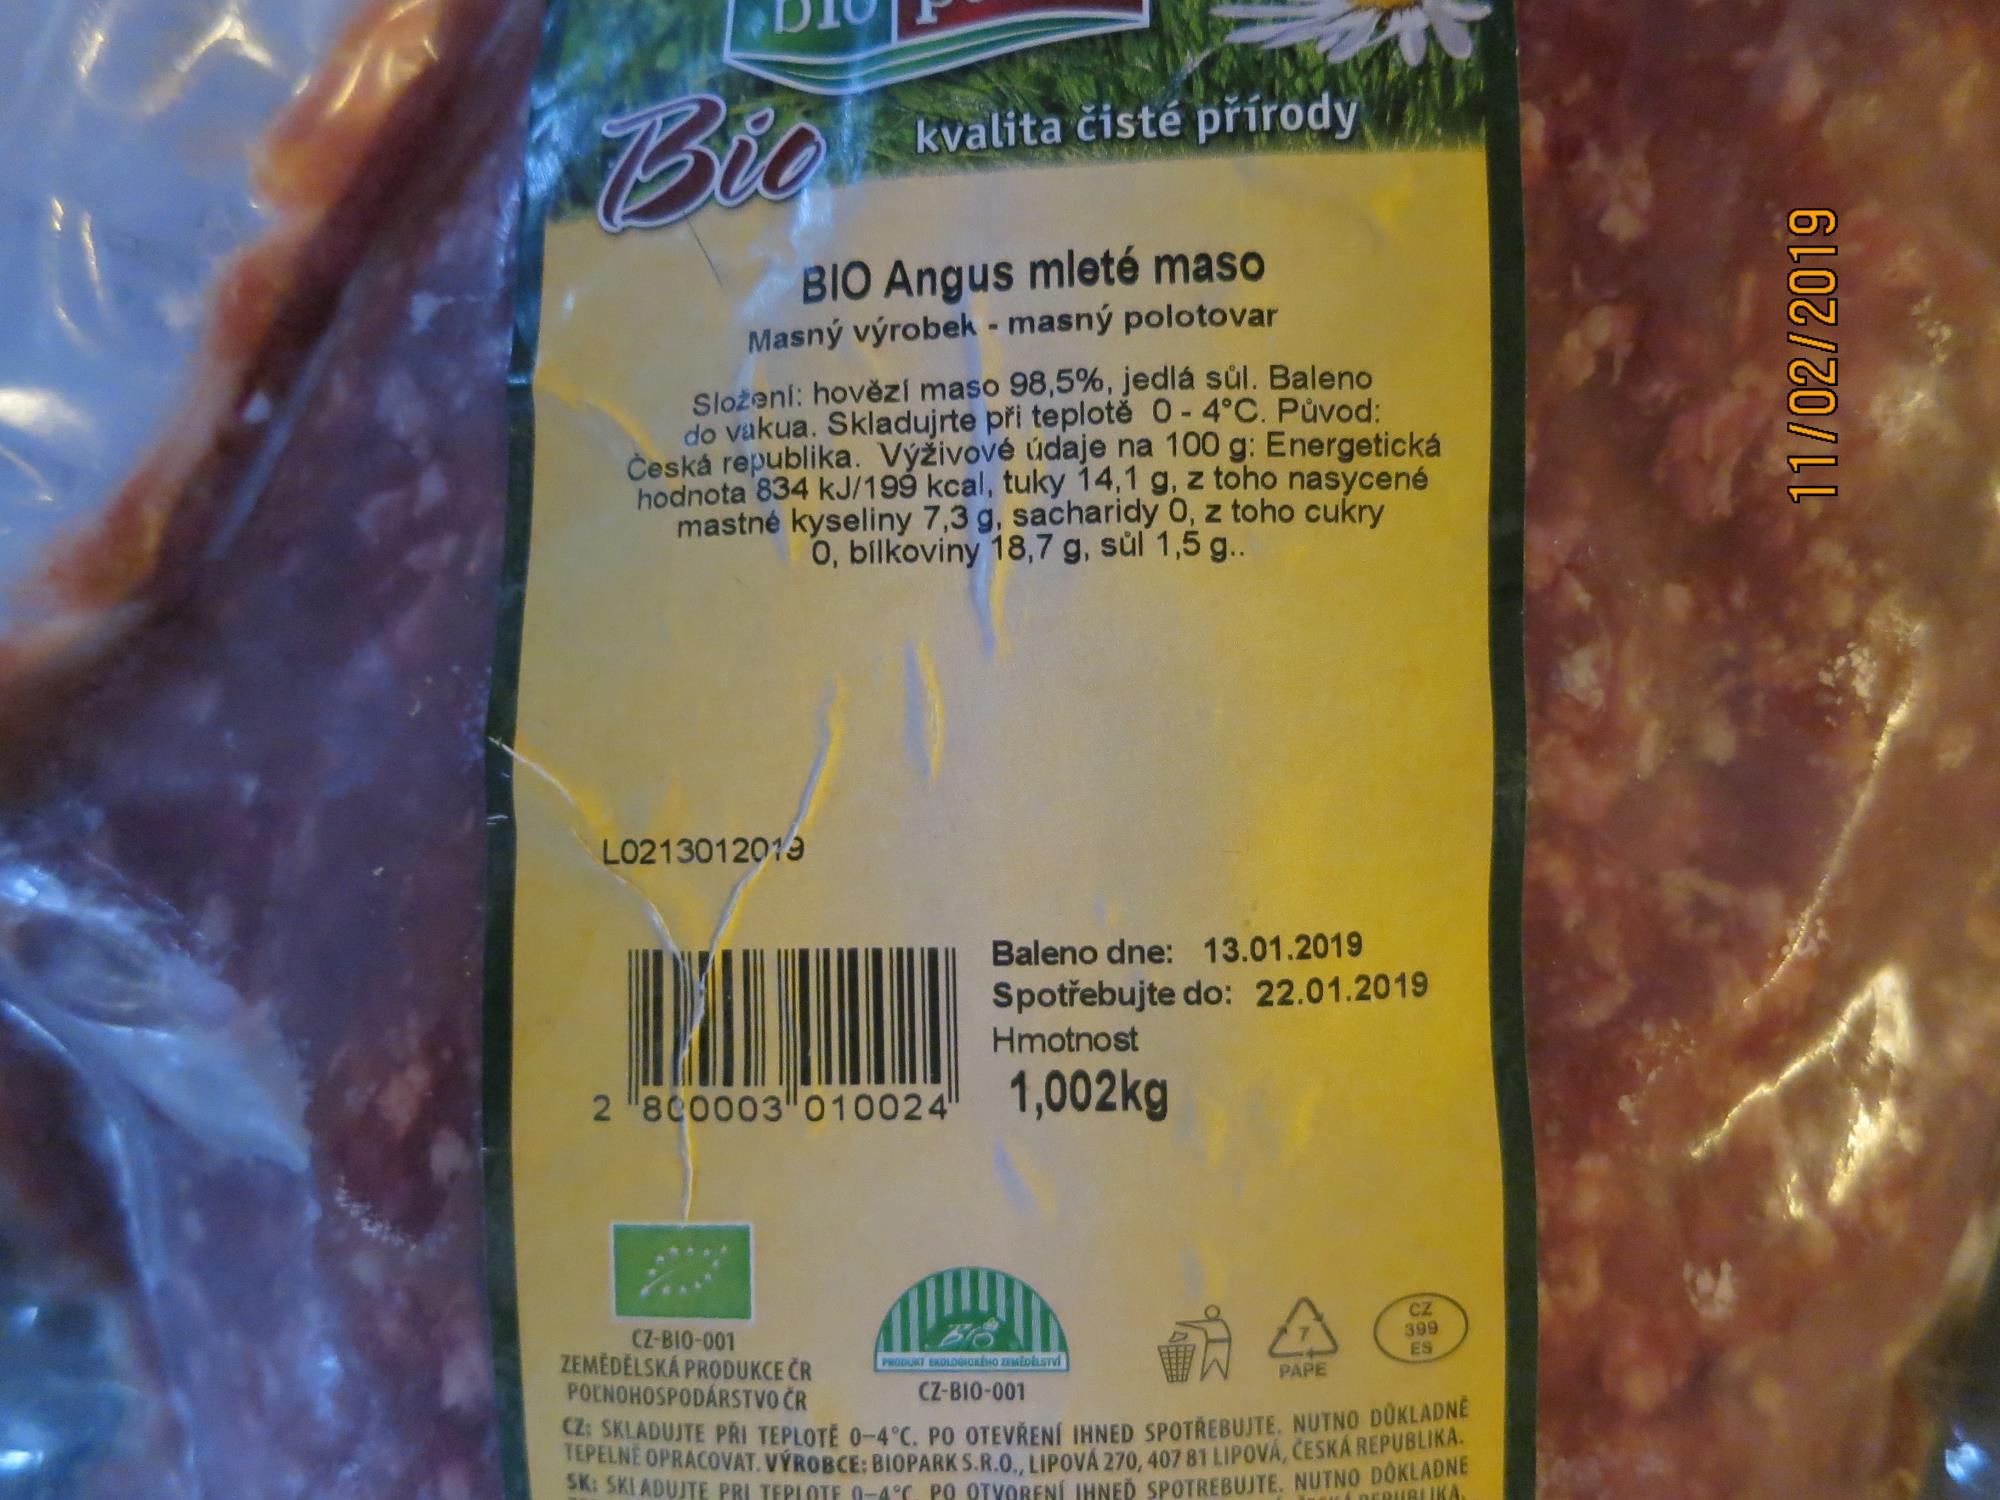 bio
Bio kvalita čisté přírody
BIO Angus mleté maso
Masný výrobek - masný polotovar
Složení: hovězí maso 98,5%, jedlá sůl. Baleno
do vakua. Skladujrte při teplotě 0 - 4°C. Původ:
Česká republika. Výživové údaje na 100 g: Energetická
hodnota 834 kJ/199 kcal, tuky 14,1 g, z toho nasycené
mastné kyseliny 7,3 g, sacharidy 0, z toho cukry
0, bílkoviny 18,7 g, sůl 1,5 g..
11/02/2019
L0213012019
Baleno dne: 13.01.2019
Spotřebujte do: 22.01.2019
Hmotnost
1,002kg
2 800003 010024
CZ-BIO-001
ZEMĚDĚLSKÁ PRODUKCE ČR
POĽNOHOSPODÁRSTVO ČR
BIO
PRODUKT EKOLOGICKÉHO ZEMĚDĚLSTVÍ
CZ-BIO-001
7
PAPE
CZ
399
ES
CZ: SKLADUJTE PŘI TEPLOTĚ 0–4°C. PO OTEVŘENÍ IHNED SPOTŘEBUJTE. NUTNO DŮKLADNĚ
TEPELNĚ OPRACOVAT. VÝROBCE: BIOPARK S.R.O., LIPOVÁ 270, 407 81 LIPOVÁ, ČESKÁ REPUBLIKA.
SK: SKLADUJTE PRI TEPLOTE 0–4°C. PO OTVORENÍ IHNEĎ SPOTREBUJTE. NUTNO DÔKLADNE